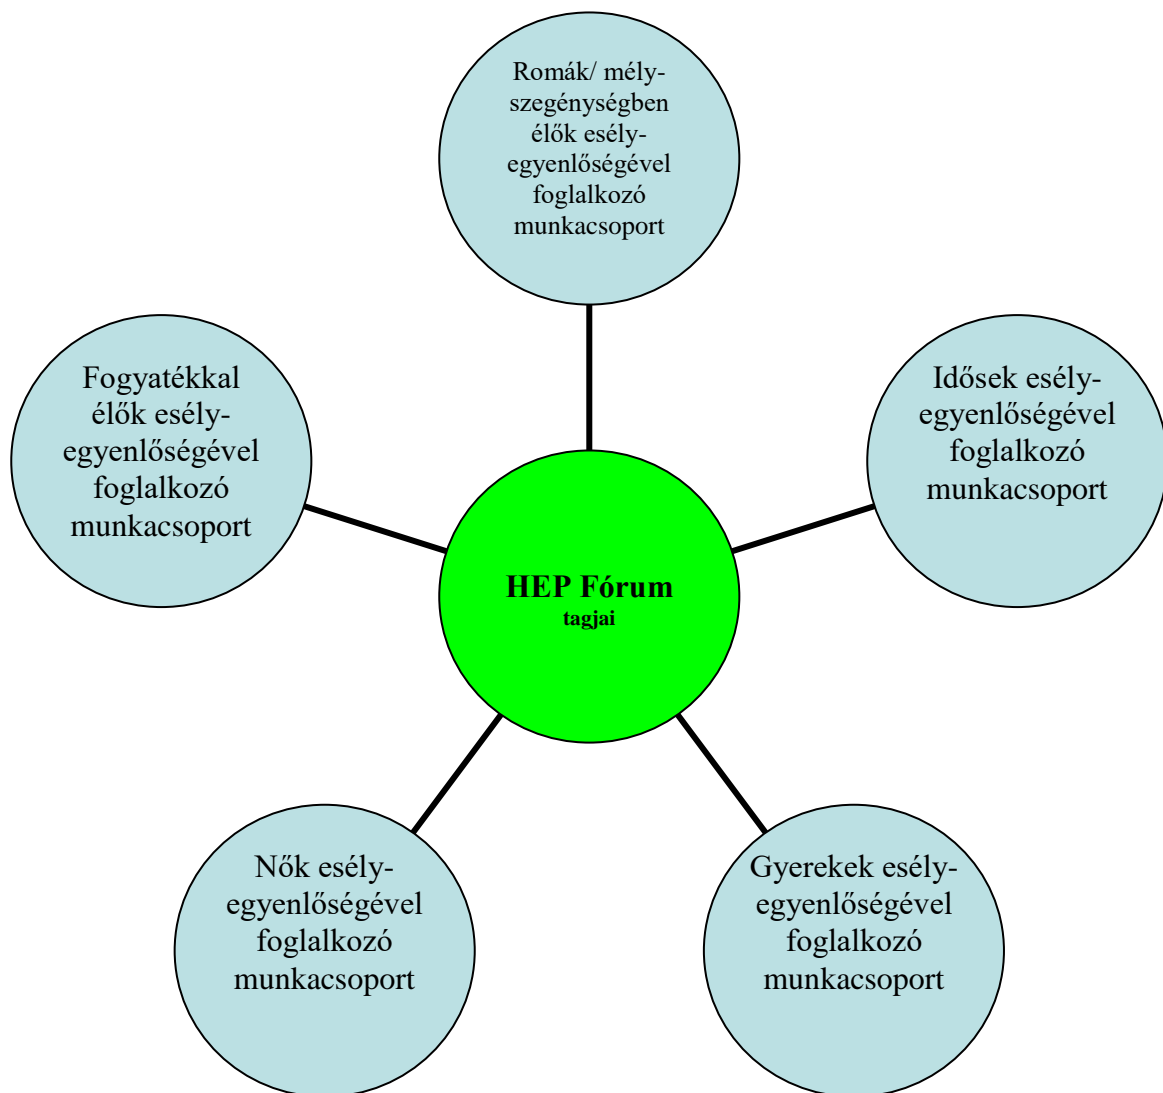 Romák/ mély-
szegénységben
élők esély-
egyenlőségével
foglalkozó
munkacsoport
Fogyatékkal
élők esély-
egyenlőségével
foglalkozó
munkacsoport
Idősek esély-
egyenlőségével
foglalkozó
munkacsoport
HEP Fórum
tagjai
Nők esély-
egyenlőségével
foglalkozó
munkacsoport
Gyerekek esély-
egyenlőségével
foglalkozó
munkacsoport